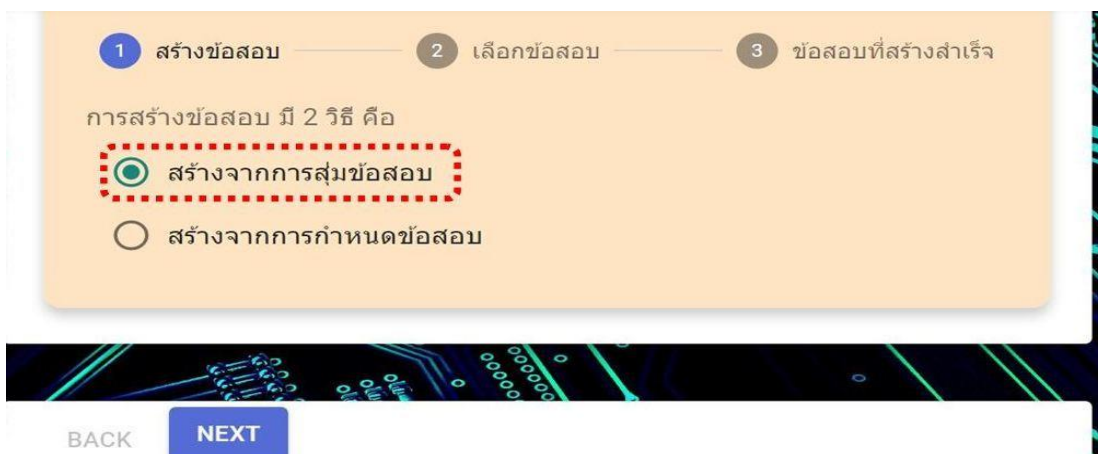 1 สร้างข้อสอบ 2 เลือกข้อสอบ 3 ข้อสอบที่สร้างสำเร็จ
การสร้างข้อสอบ มี 2 วิธี คือ
สร้างจากการสุ่มข้อสอบ
สร้างจากการกำหนดข้อสอบ
BACK NEXT